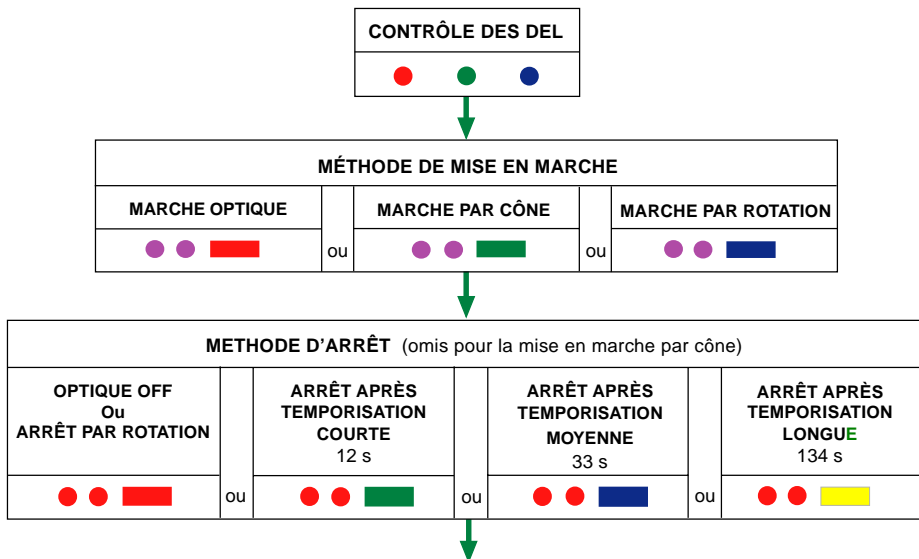 CONTRÔLE DES DEL
MÉTHODE DE MISE EN MARCHE
MARCHE OPTIQUE
ou
MARCHE PAR CÔNE
ou
MARCHE PAR ROTATION
METHODE D'ARRÊT (omis pour la mise en marche par cône)
OPTIQUE OFF
Ou
ARRÊT PAR ROTATION
ou
ARRÊT APRÈS
TEMPORISATION
COURTE
12 s
ou
ARRÊT APRÈS
TEMPORISATION
MOYENNE
33 s
ou
ARRÊT APRÈS
TEMPORISATION
LONGUE
134 s